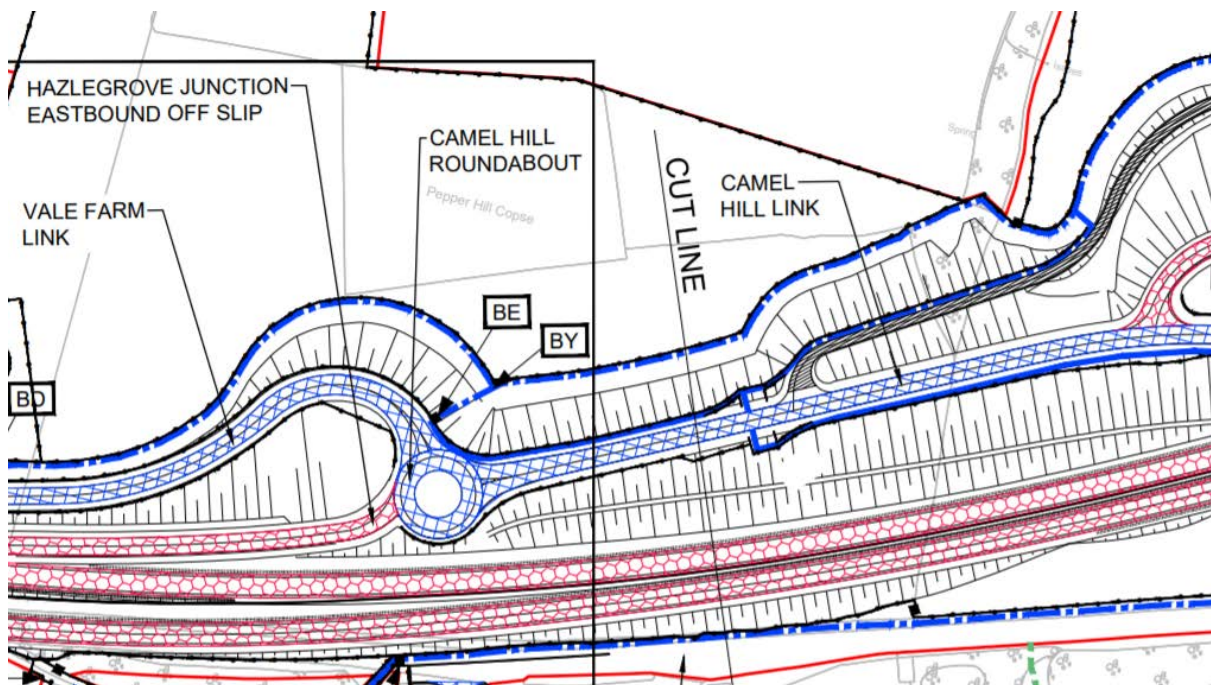 HAZLEGROVE JUNCTION
EASTBOUND OFF SLIP
CAMEL HILL
ROUNDABOUT
Pepper Hill Copse
VALE FARM
LINK
CUT LINE
CAMEL
HILL LINK
Spring
BE
BY
BD